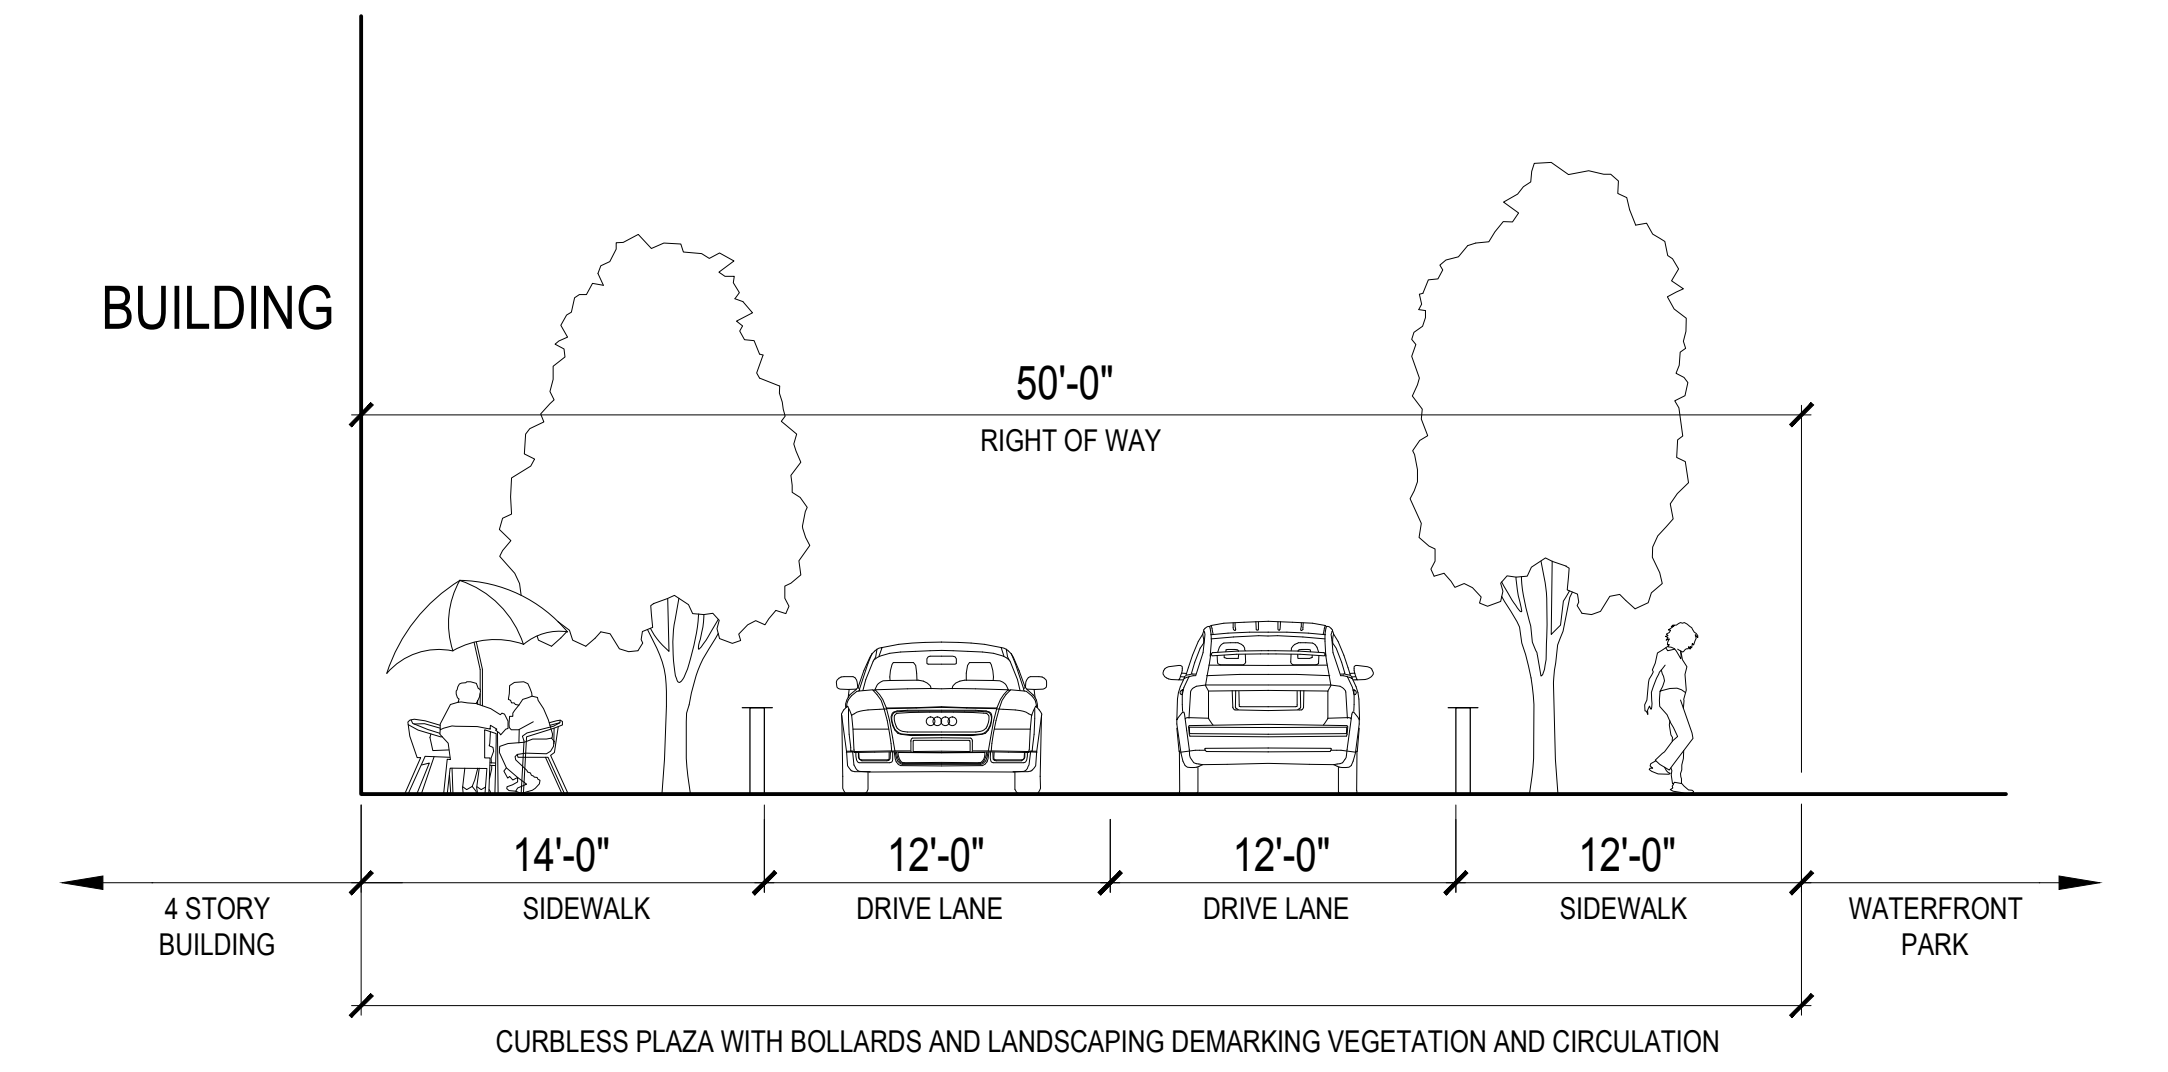 BUILDING
50'-0"
RIGHT OF WAY
14'-0"
12'-0"
12'-0"
12'-0"
4 STORY
BUILDING
SIDEWALK
DRIVE LANE
DRIVE LANE
SIDEWALK
WATERFRONT
PARK
CURBLESS PLAZA WITH BOLLARDS AND LANDSCAPING DEMARKING VEGETATION AND CIRCULATION